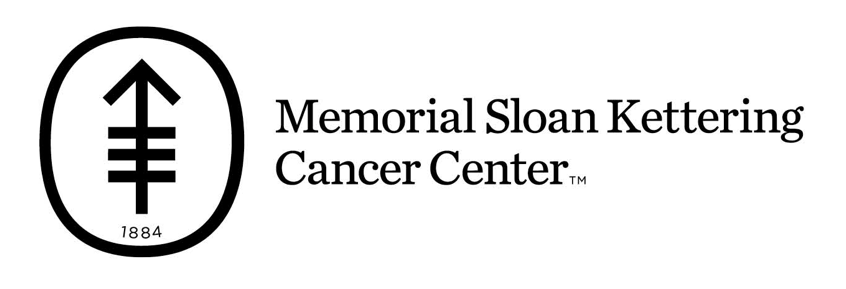 1884
Memorial Sloan Kettering
Cancer Center™